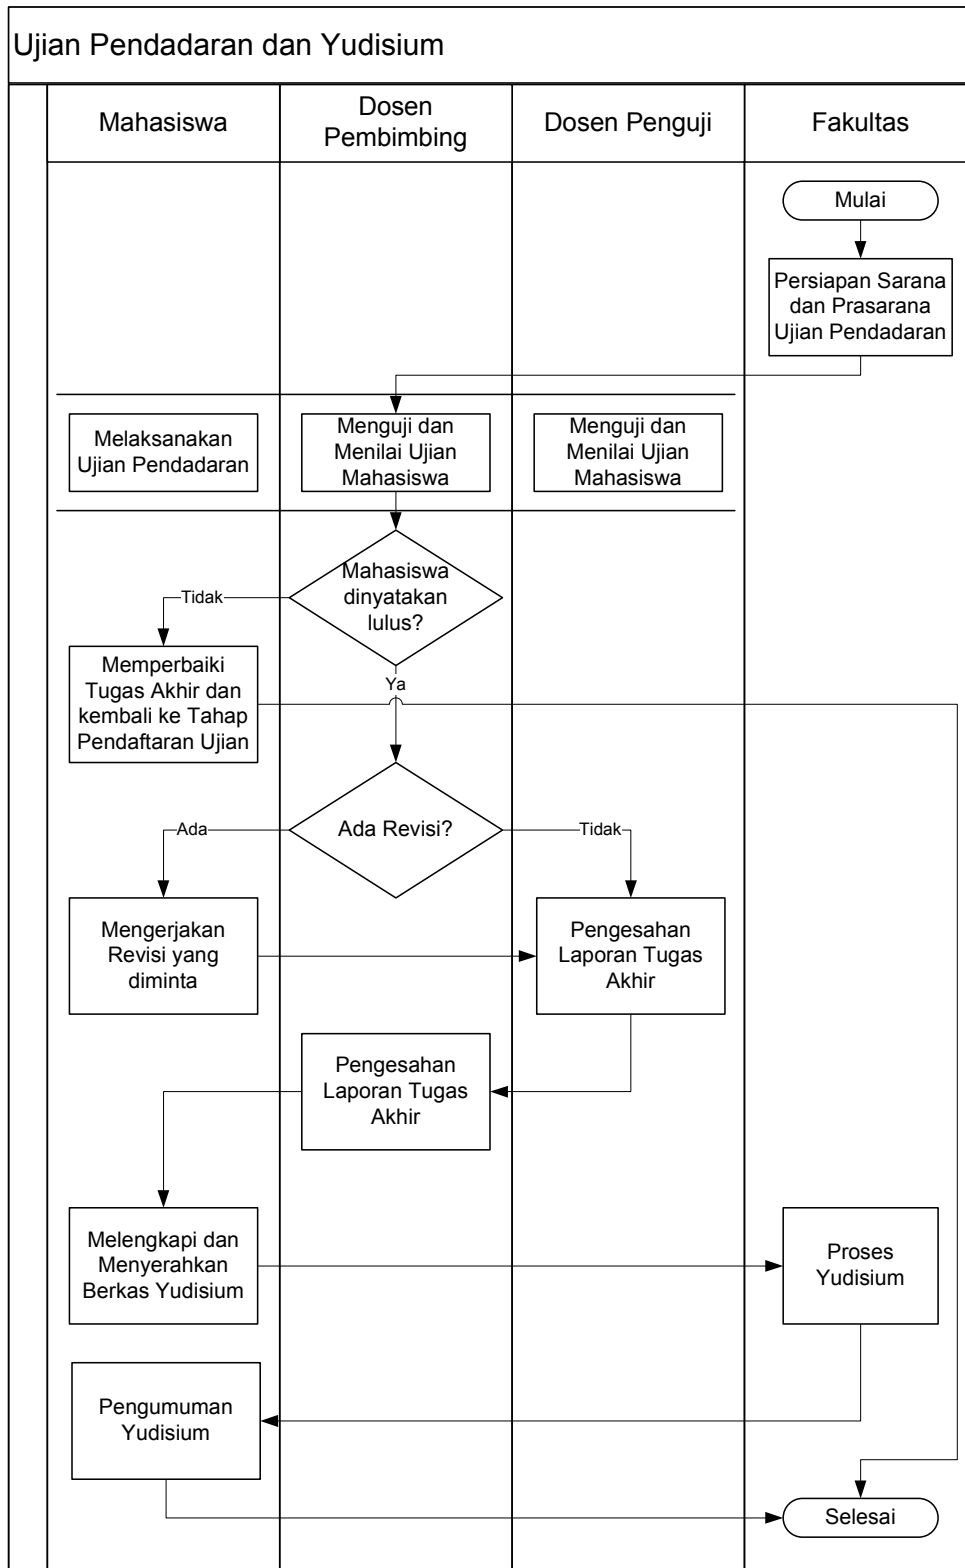 Ujian Pendadaran dan Yudisium
Mahasiswa
Dosen
Pembimbing
Dosen Penguji
Fakultas
Mulai
Persiapan Sarana
dan Prasarana
Ujian Pendadaran
Melaksanakan
Ujian Pendadaran
Menguji dan
Menilai Ujian
Mahasiswa
Menguji dan
Menilai Ujian
Mahasiswa
Mahasiswa
dinyatakan
lulus?
Tidak
Ya
Memperbaiki
Tugas Akhir dan
kembali ke Tahap
Pendaftaran Ujian
Ada Revisi?
Ada
Tidak
Mengerjakan
Revisi yang
diminta
Pengesahan
Laporan Tugas
Akhir
Pengesahan
Laporan Tugas
Akhir
Melengkapi dan
Menyerahkan
Berkas Yudisium
Proses
Yudisium
Pengumuman
Yudisium
Selesai